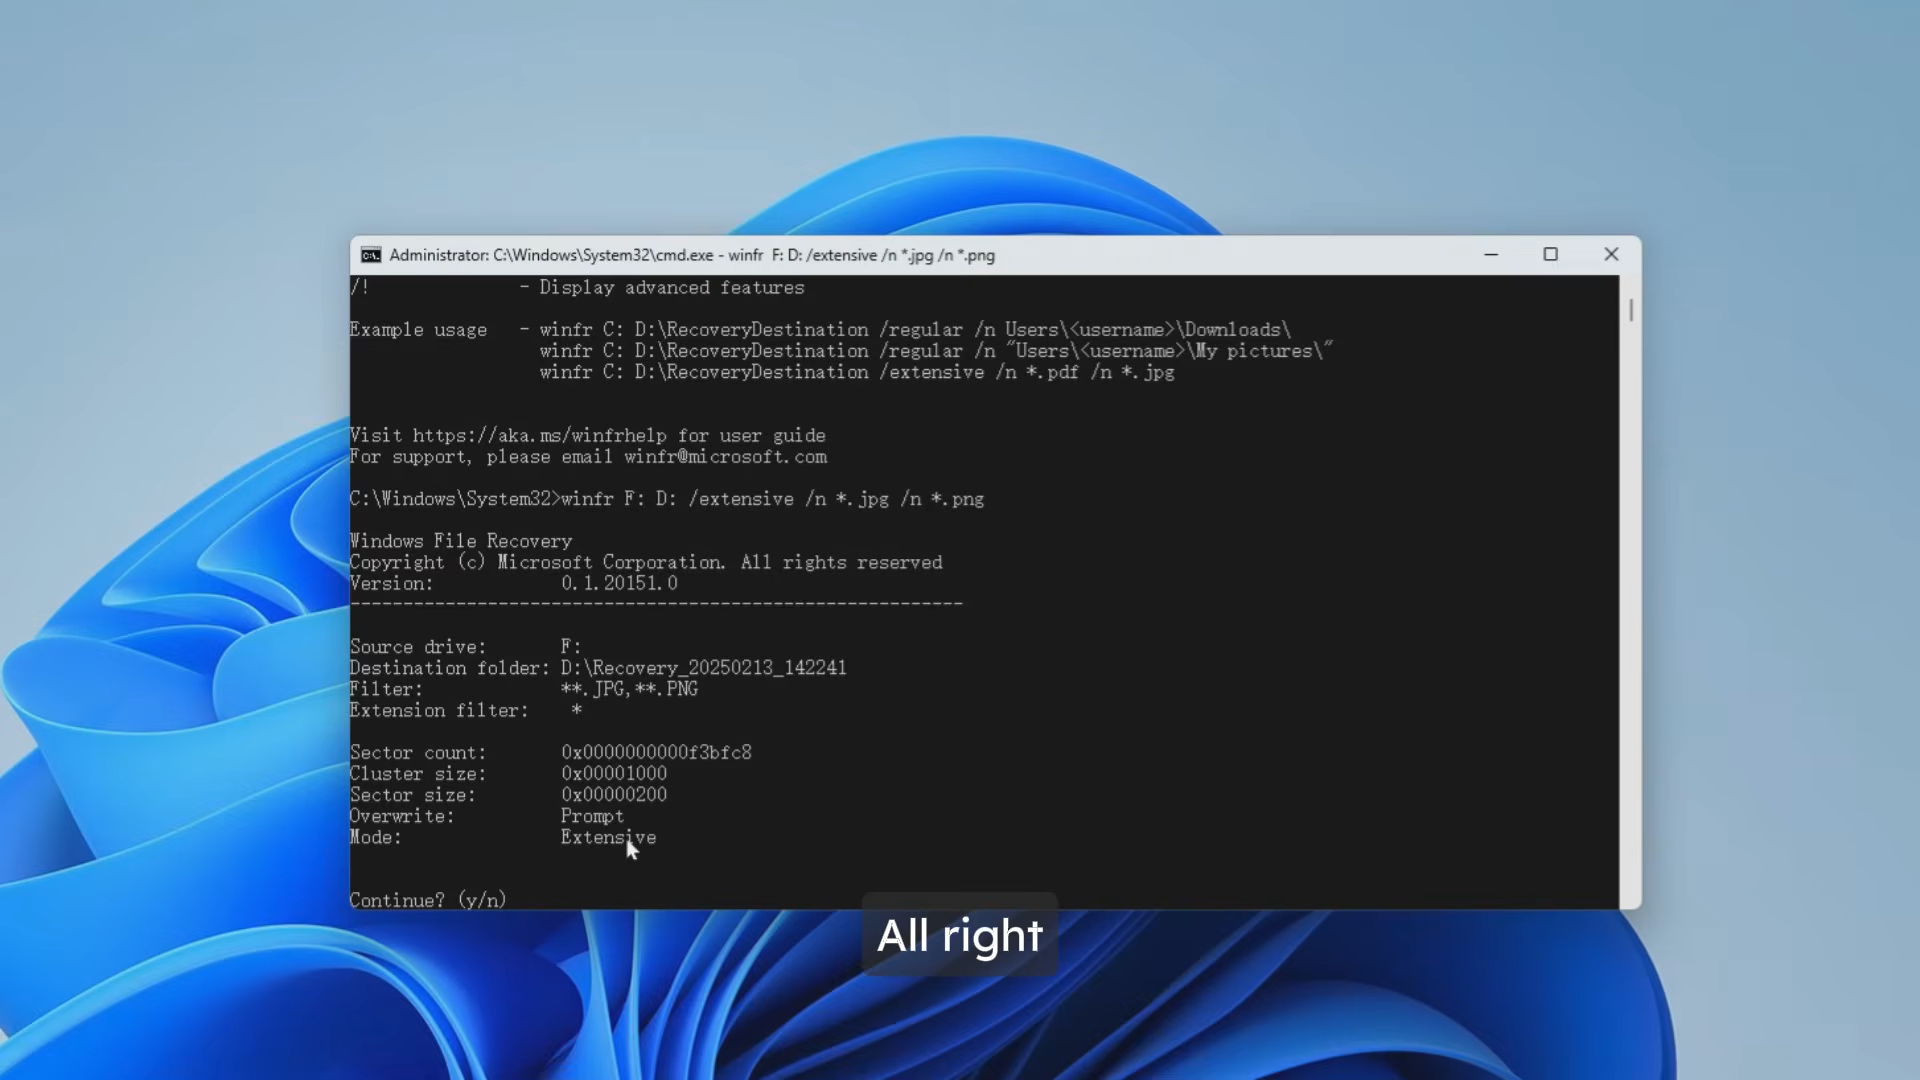 Administrator: C:\Windows\System32\cmd.exe - winfr  F: D: /extensive /n *.jpg /n *.png
/!              - Display advanced features
Example usage   - winfr C: D:\RecoveryDestination /regular /n Users\<username>\Downloads\
winfr C: D:\RecoveryDestination /regular /n "Users\<username>\My pictures\"
winfr C: D:\RecoveryDestination /extensive /n *.pdf /n *.jpg
Visit https://aka.ms/winfrhelp for user guide
For support, please email winfr@microsoft.com
C:\Windows\System32>winfr F: D: /extensive /n *.jpg /n *.png
Windows File Recovery
Copyright (c) Microsoft Corporation. All rights reserved
Version:            0.1.20151.0
----------------------------------------------------------
Source drive:       F:
Destination folder: D:\Recovery_20250213_142241
Filter:             **.JPG,**.PNG
Extension filter:    *
Sector count:       0x0000000000f3bfc8
Cluster size:       0x00001000
Sector size:        0x00000200
Overwrite:          Prompt
Mode:               Extensive
Continue? (y/n)
All right